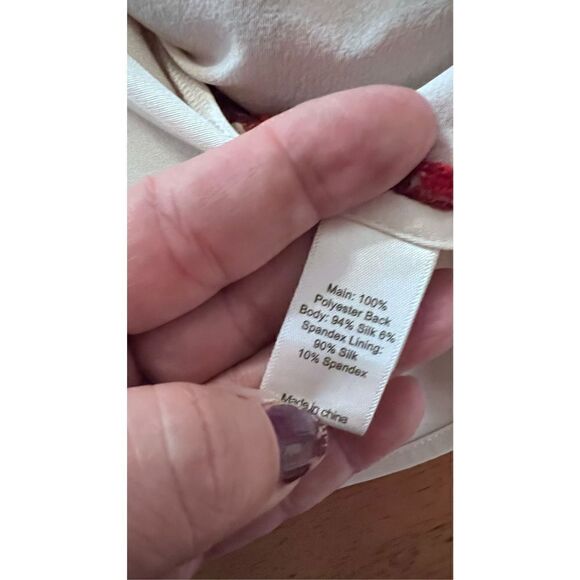 Main: 100%
Polyester Back
Body: 94% Silk 6%
Spandex Lining:
90% Silk
10% Spandex
Made in china